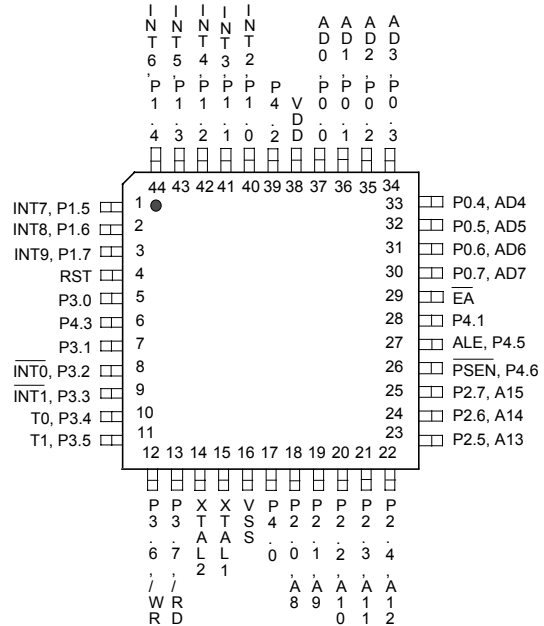 INT6, P1.4
INT5, P1.3
INT4, P1.2
INT3, P1.1
INT2, P1.0
P4.2
VDD
AD0, P0.0
AD1, P0.1
AD2, P0.2
AD3, P0.3
44 43 42 41 40 39 38 37 36 35 34
INT7, P1.5 1
INT8, P1.6 2
INT9, P1.7 3
RST 4
P3.0 5
P4.3 6
P3.1 7
INT0, P3.2 8
INT1, P3.3 9
T0, P3.4 10
T1, P3.5 11
33 P0.4, AD4
32 P0.5, AD5
31 P0.6, AD6
30 P0.7, AD7
29 EA
28 P4.1
27 ALE, P4.5
26 PSEN, P4.6
25 P2.7, A15
24 P2.6, A14
23 P2.5, A13
12 13 14 15 16 17 18 19 20 21 22
P3.6, /WR
P3.7, /RD
XTAL2
XTAL1
VSS
P4.0
P2.0, A8
P2.1, A9
P2.2, A10
P2.3, A11
P2.4, A12